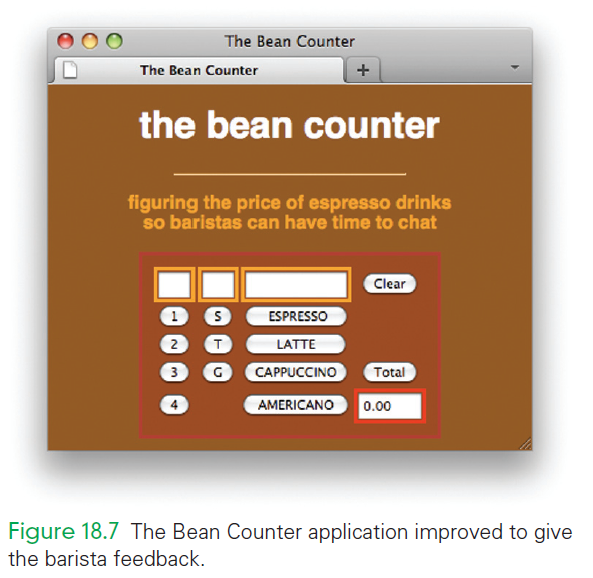 The Bean Counter
The Bean Counter
+
the bean counter
figuring the price of espresso drinks
so baristas can have time to chat
Clear
1 S ESPRESSO
2 T LATTE
3 G CAPPUCCINO Total
4 AMERICANO 0.00
Figure 18.7 The Bean Counter application improved to give
the barista feedback.